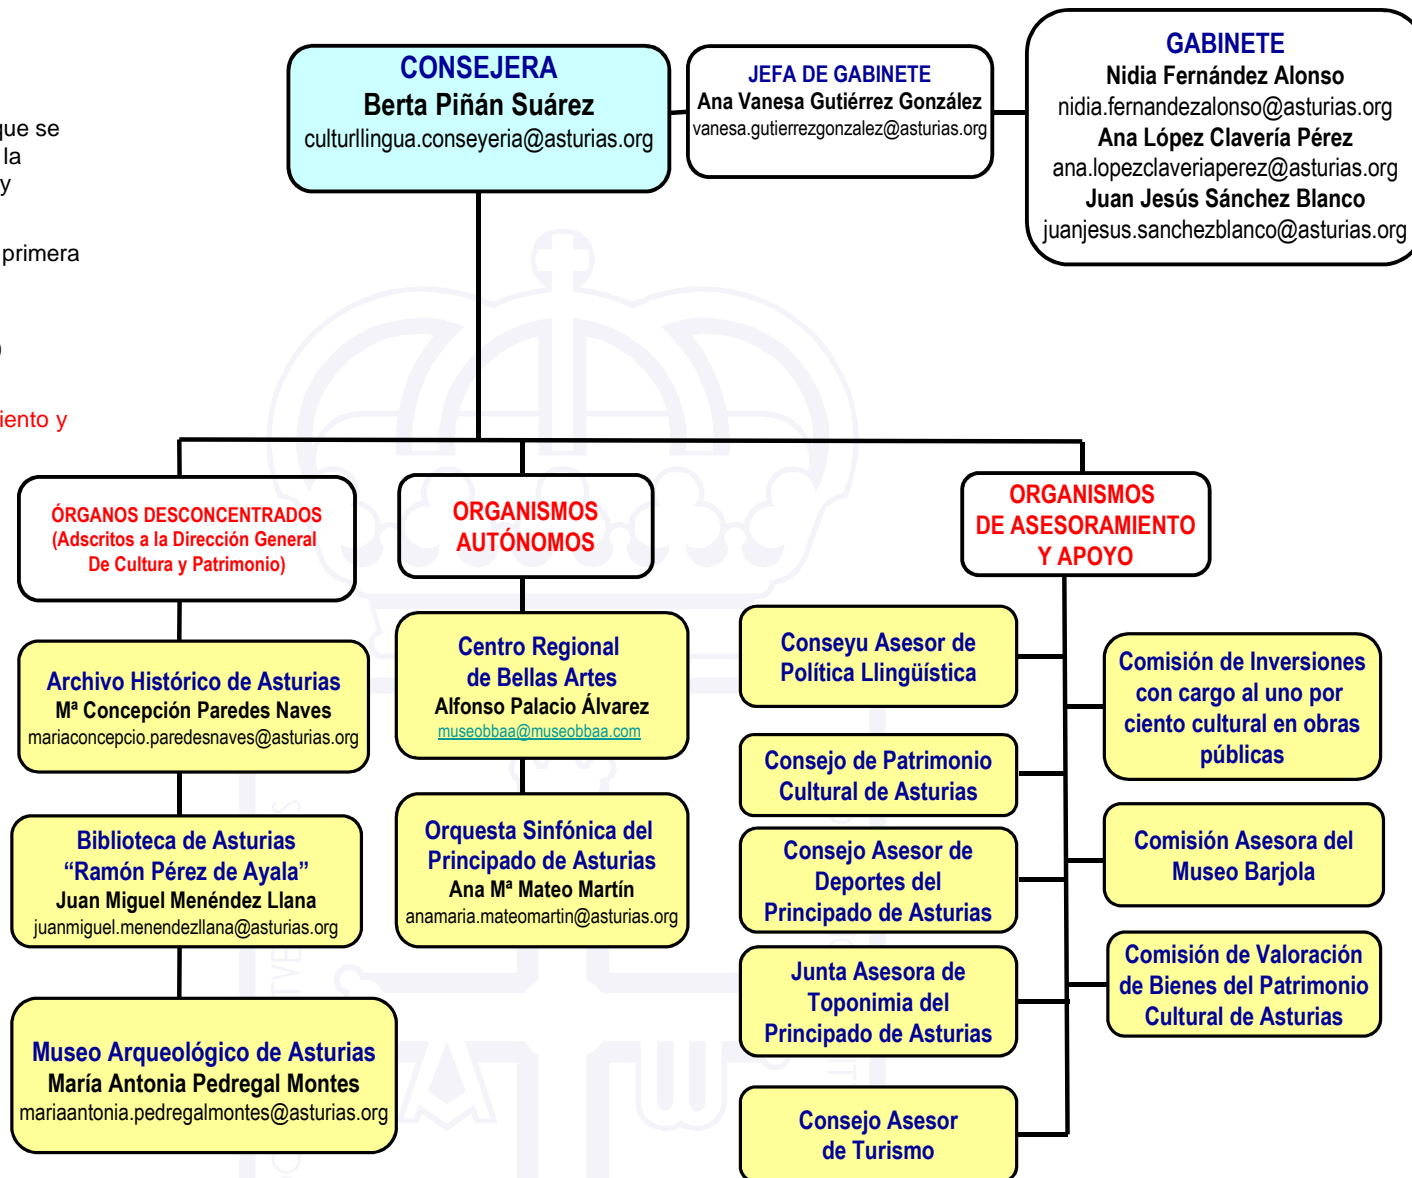 CONSEJERA
Berta Piñán Suárez
culturllingua.conseyeria@asturias.org
JEFA DE GABINETE
Ana Vanesa Gutiérrez González
vanesa.gutierrezgonzalez@asturias.org
GABINETE
Nidia Fernández Alonso
nidia.fernandezalonso@asturias.org
Ana López Clavería Pérez
ana.lopezclaveriaperez@asturias.org
Juan Jesús Sánchez Blanco
juanjesus.sanchezblanco@asturias.org
que se
la
y
primera
)
iento y
ÓRGANOS DESCONCENTRADOS
(Adscritos a la Dirección General
De Cultura y Patrimonio)
Archivo Histórico de Asturias
Mª Concepción Paredes Naves
mariaconcepcio.paredesnaves@asturias.org
Biblioteca de Asturias
“Ramón Pérez de Ayala”
Juan Miguel Menéndez Llana
juanmiguel.menendezllana@asturias.org
Museo Arqueológico de Asturias
María Antonia Pedregal Montes
mariaantonia.pedregalmontes@asturias.org
ORGANISMOS
AUTÓNOMOS
Centro Regional
de Bellas Artes
Alfonso Palacio Álvarez
museobbaa@museobbaa.com
Orquesta Sinfónica del
Principado de Asturias
Ana Mª Mateo Martín
anamaria.mateomartin@asturias.org
ORGANISMOS
DE ASESORAMIENTO
Y APOYO
Conseyu Asesor de
Política Llingüística
Consejo de Patrimonio
Cultural de Asturias
Consejo Asesor de
Deportes del
Principado de Asturias
Junta Asesora de
Toponimia del
Principado de Asturias
Consejo Asesor
de Turismo
Comisión de Inversiones
con cargo al uno por
ciento cultural en obras
públicas
Comisión Asesora del
Museo Barjola
Comisión de Valoración
de Bienes del Patrimonio
Cultural de Asturias